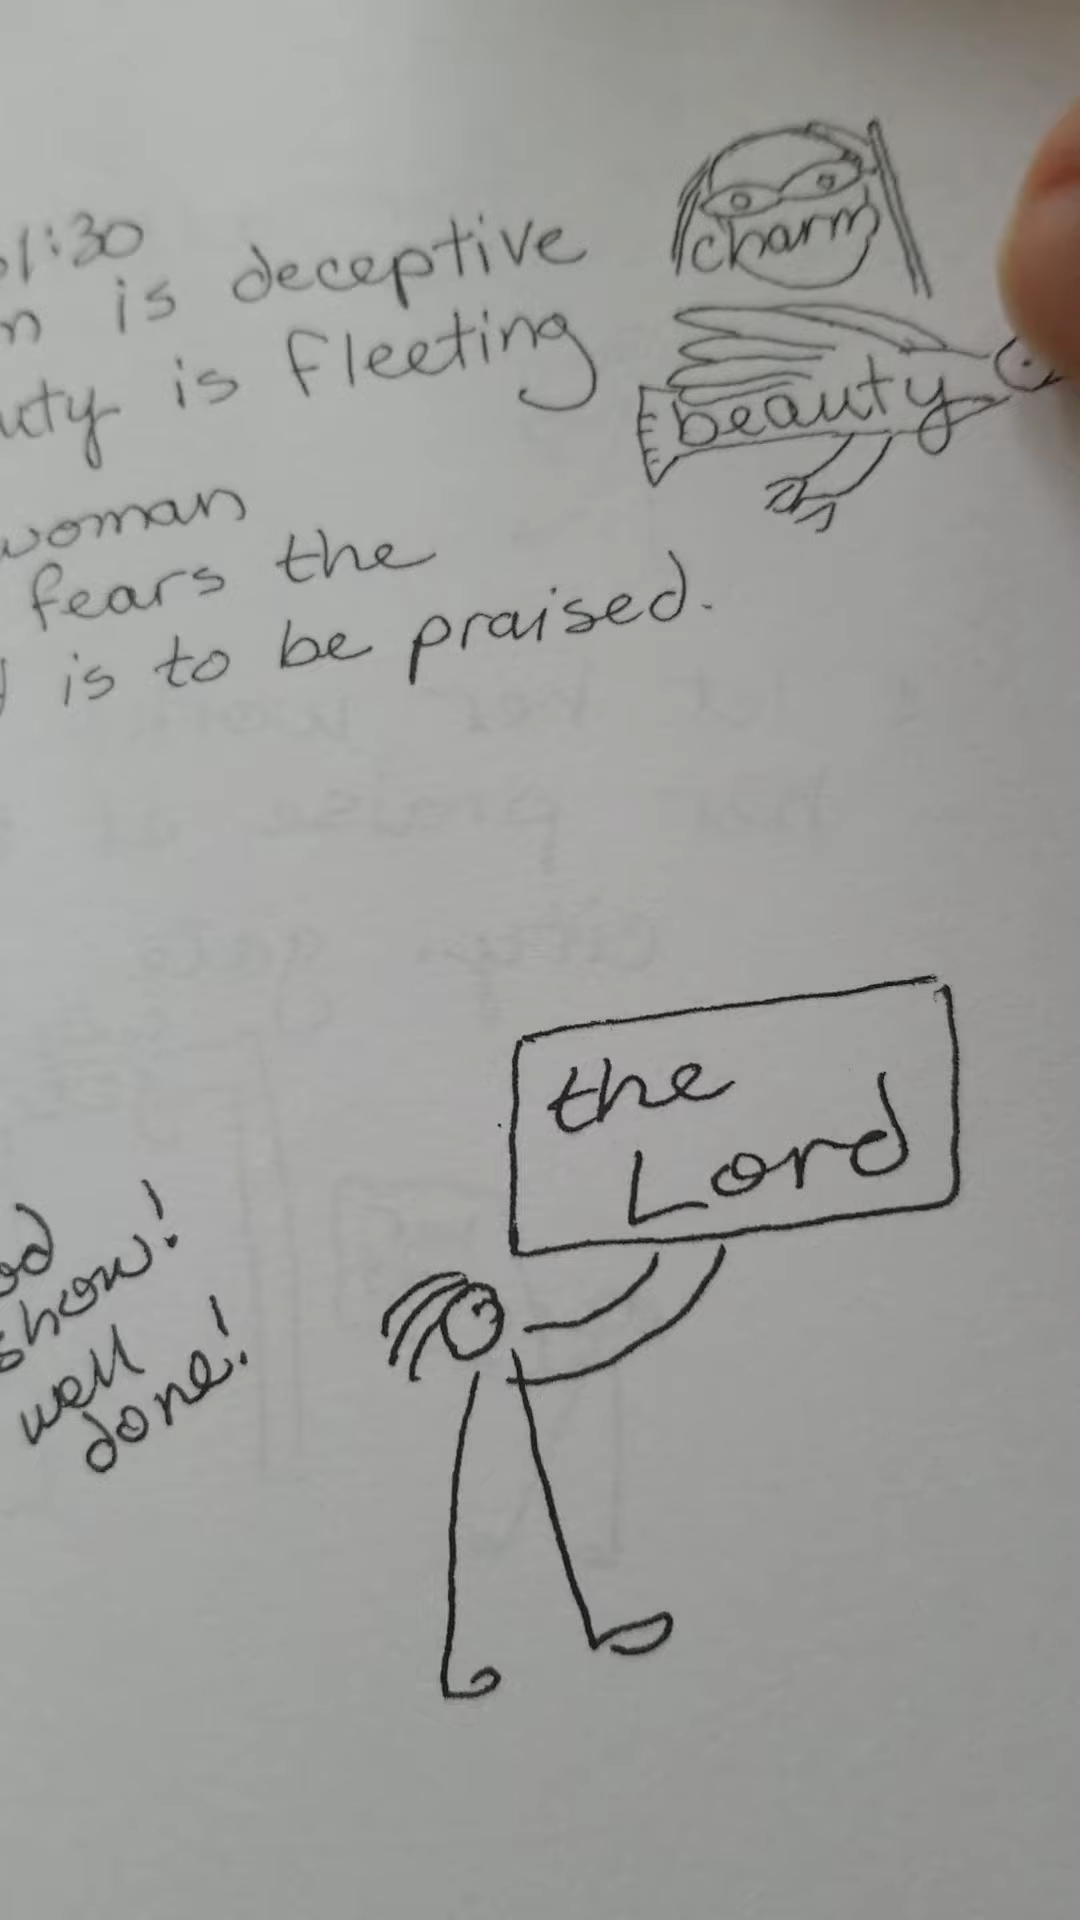 1:30
is deceptive
is fleeting
charm
beauty
woman
fears the
is to be praised.
the
Lord
show!
well
done!